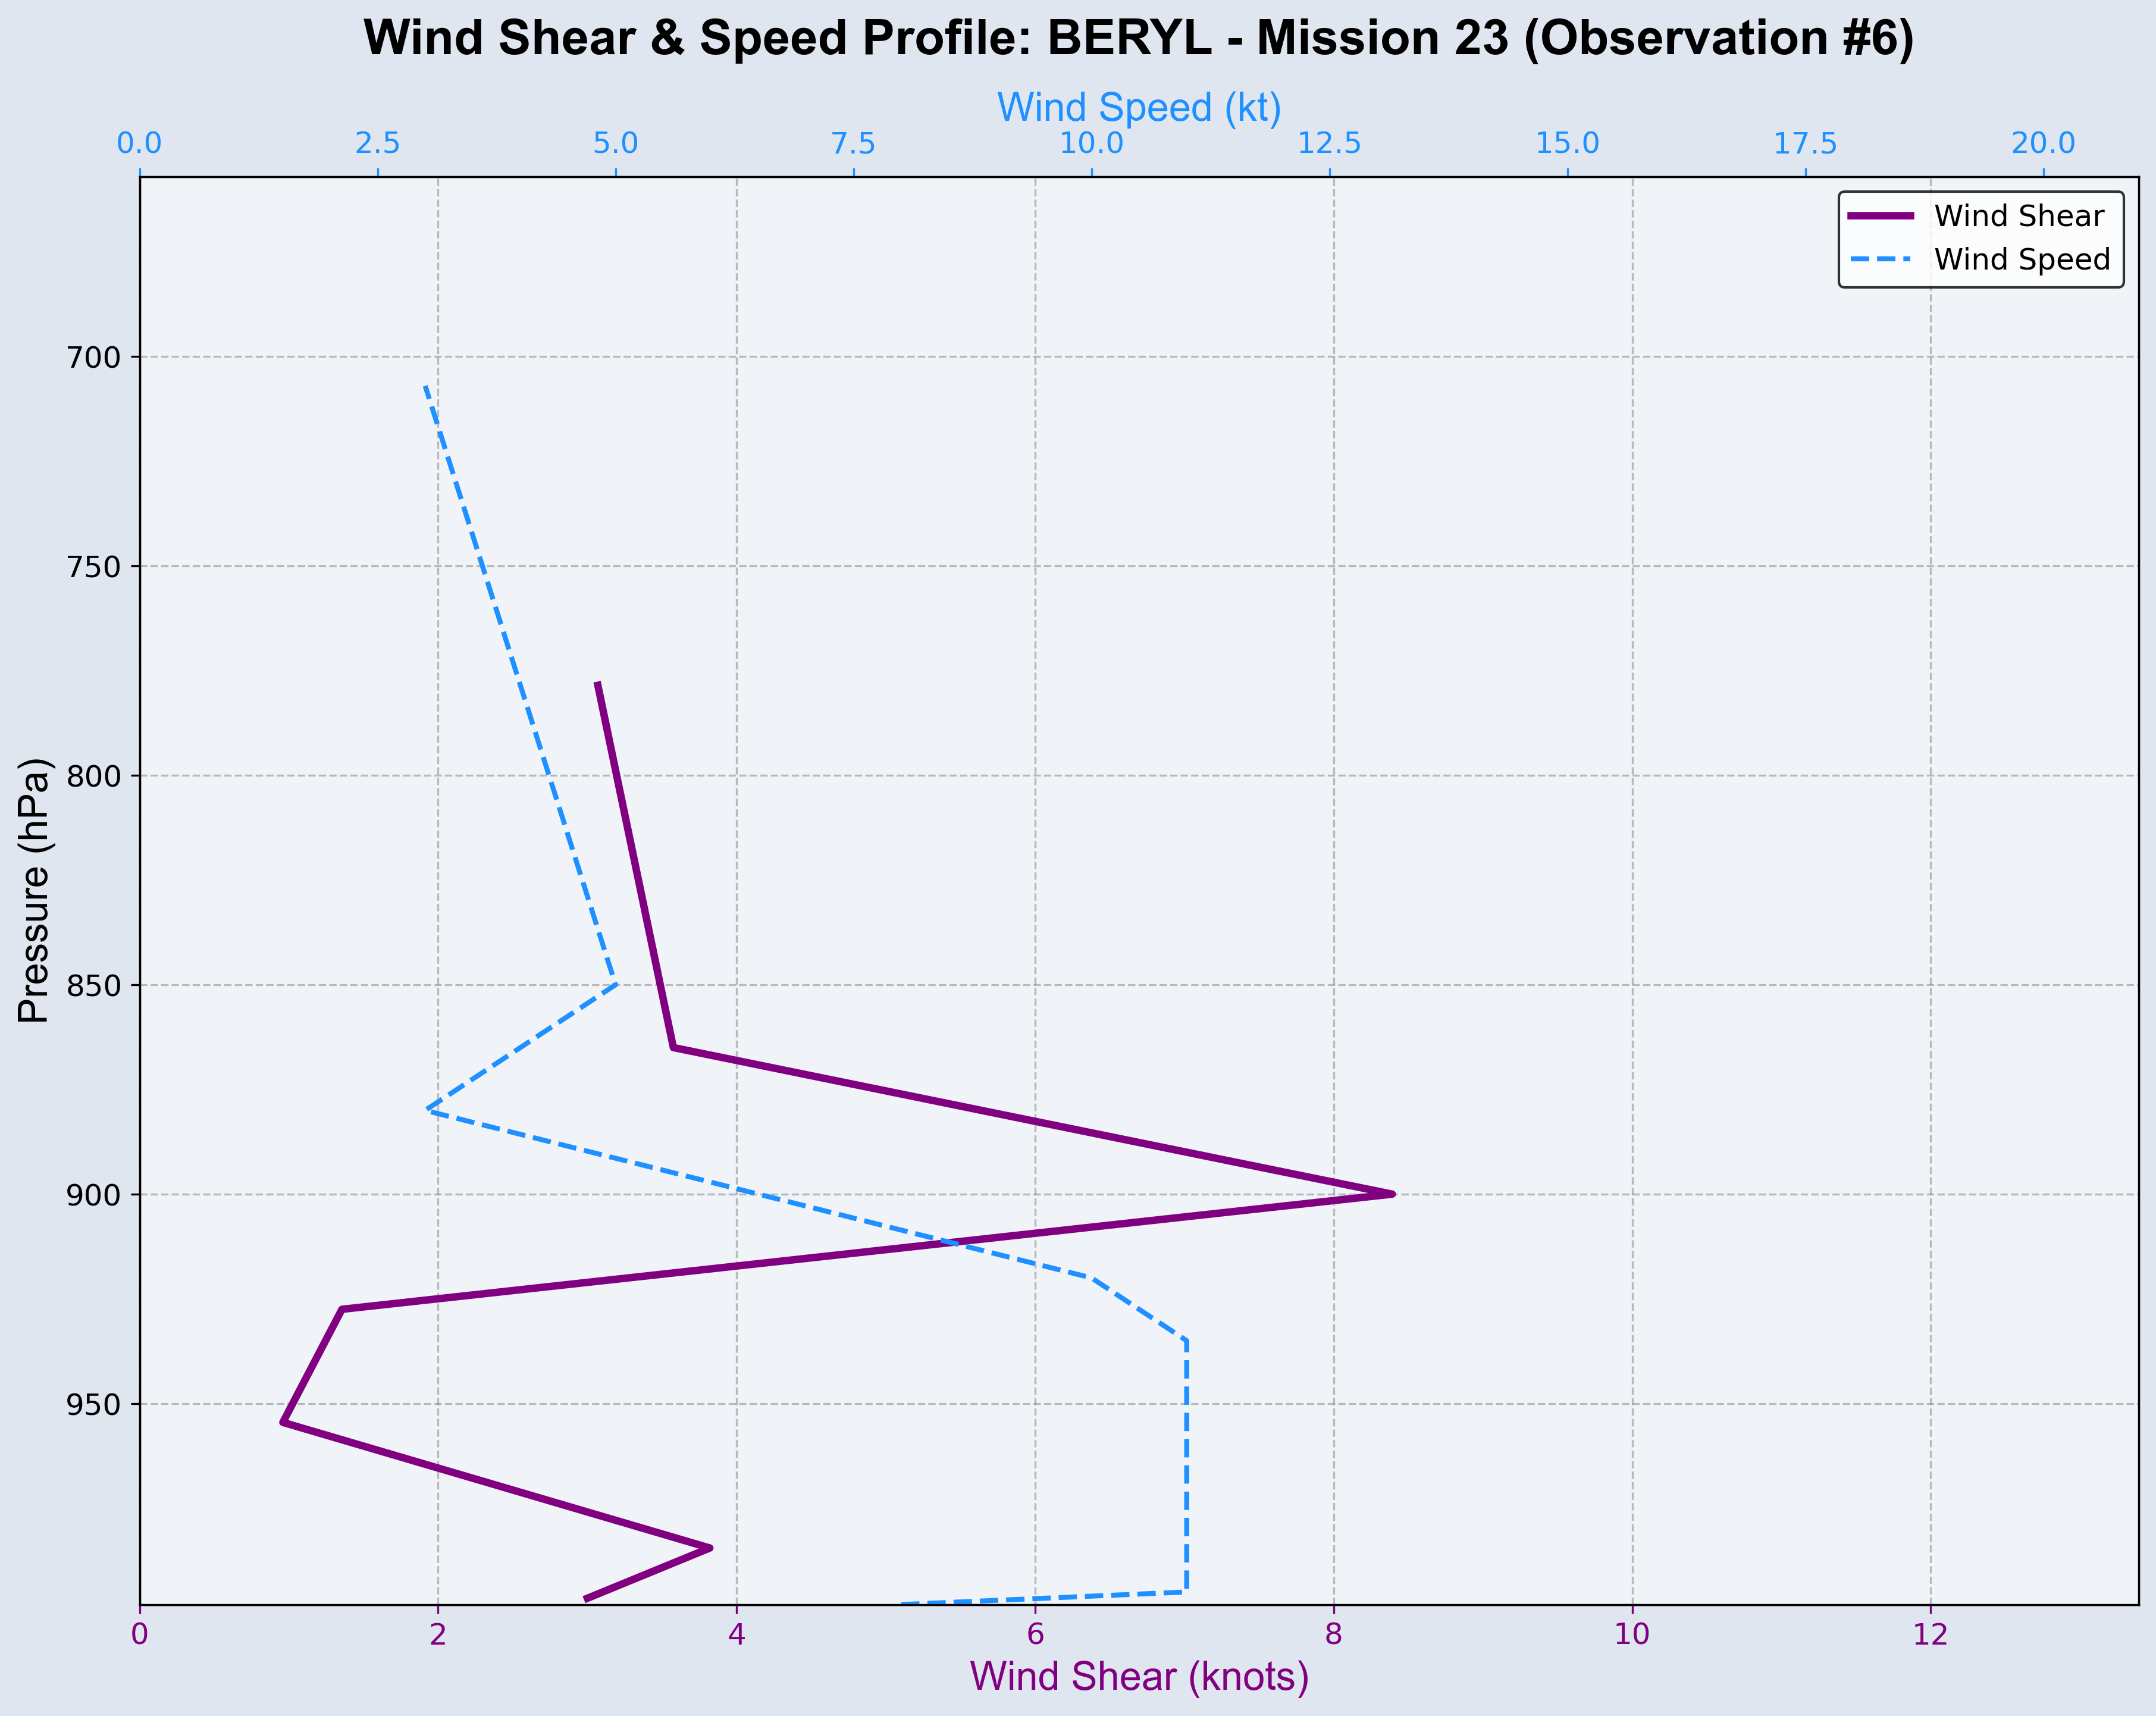 Wind Shear & Speed Profile: BERYL - Mission 23 (Observation #6)
Wind Speed (kt)
0.0 2.5 5.0 7.5 10.0 12.5 15.0 17.5 20.0
Wind Shear
Wind Speed
Pressure (hPa)
700
750
800
850
900
950
0 2 4 6 8 10 12
Wind Shear (knots)